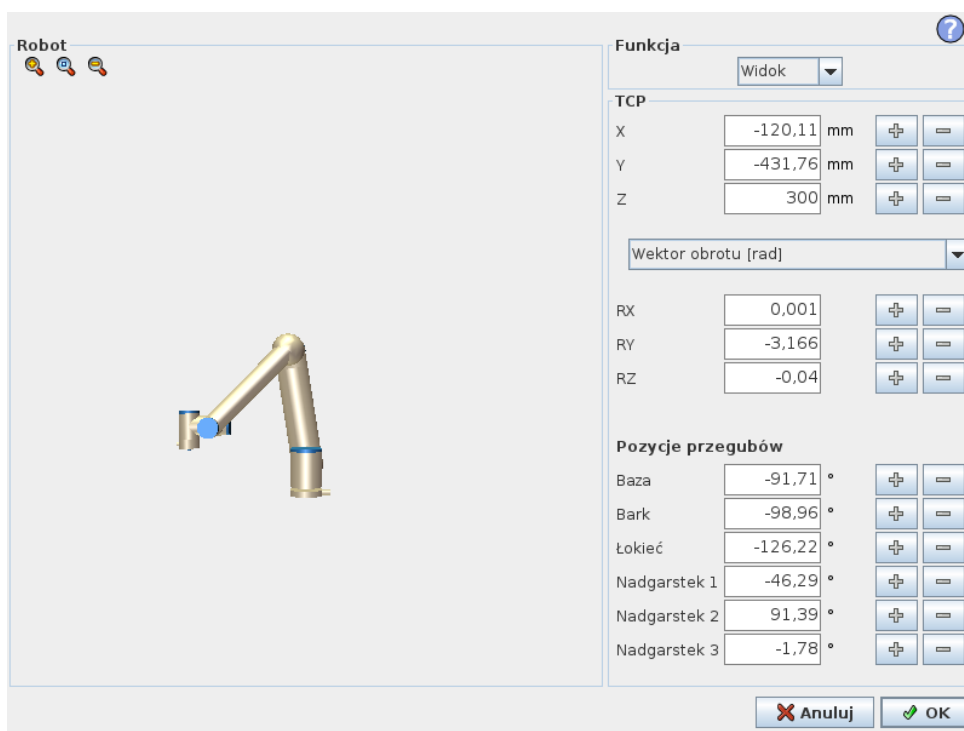 Robot
Funkcja
Widok
TCP
X -120,11 mm
Y -431,76 mm
Z 300 mm
Wektor obrotu [rad]
RX 0,001
RY -3,166
RZ -0,04
Pozycje przegubów
Baza -91,71 °
Bark -98,96 °
Łokieć -126,22 °
Nadgarstek 1 -46,29 °
Nadgarstek 2 91,39 °
Nadgarstek 3 -1,78 °
Anuluj OK